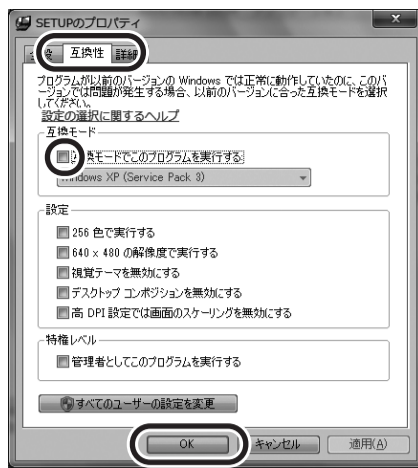 SETUPのプロパティ
互換性 詳細
プログラムが以前のバージョンの Windows では正常に動作していたのに、このバ
ージョンでは問題が発生する場合、以前のバージョンに合った互換モードを選択
してください。
設定の選択に関するヘルプ
互換モード
換モードでこのプログラムを実行する:
Windows XP (Service Pack 3)
設定
256 色で実行する
640 x 480 の解像度で実行する
視覚テーマを無効にする
デスクトップ コンポジションを無効にする
高 DPI 設定では画面のスケーリングを無効にする
特権レベル
管理者としてこのプログラムを実行する
すべてのユーザーの設定を変更
OK キャンセル 適用(A)